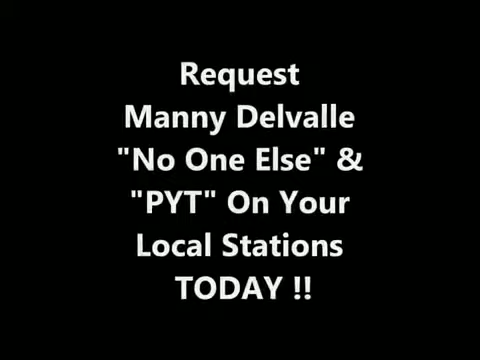 Request
Manny Delvalle
"No One Else" &
"PYT" On Your
Local Stations
TODAY !!